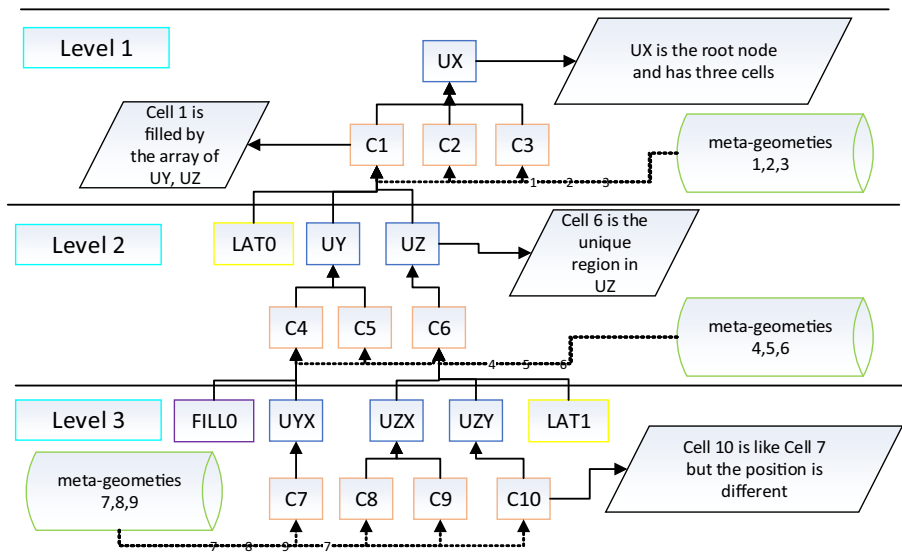 Level 1
UX
UX is the root node
and has three cells
Cell 1 is
filled by
the array of
UY, UZ
C1
C2
C3
meta-geometies
1,2,3
1 2 3
Level 2
LAT0
UY
UZ
Cell 6 is the
unique
region in
UZ
C4
C5
C6
meta-geometies
4,5,6
4 5 6
Level 3
FILL0
UYX
UZX
UZY
LAT1
Cell 10 is like Cell 7
but the position is
different
meta-geometies
7,8,9
C7
C8
C9
C10
7 8 9 7